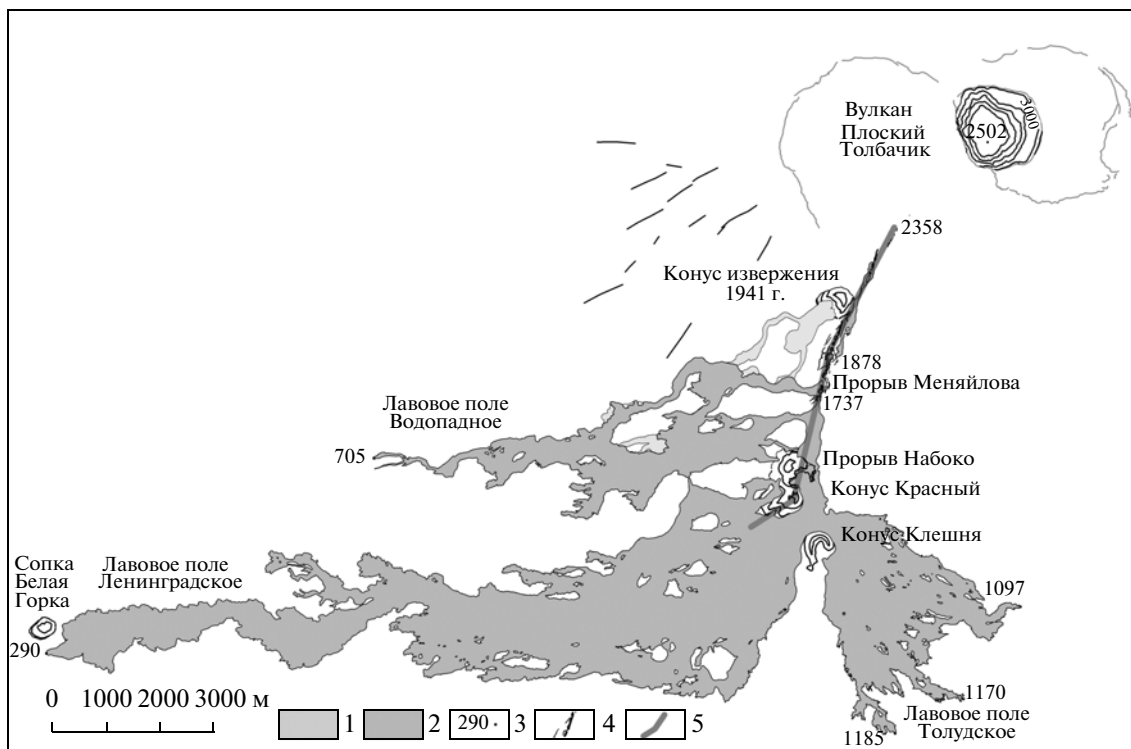 Вулкан
Плоский
Толбачик
3000
2502
2358
Конус извержения
1941 г.
1878
Прорыв Меняйлова
1737
Лавовое поле
Водопадное
705
Прорыв Набоко
Конус Красный
Конус Клешня
Сопка
Белая
Горка
Лавовое поле
Ленинградское
1097
290
0 1000 2000 3000 м
1 2 290 3 4 5
1170
Лавовое поле
Толудское
1185